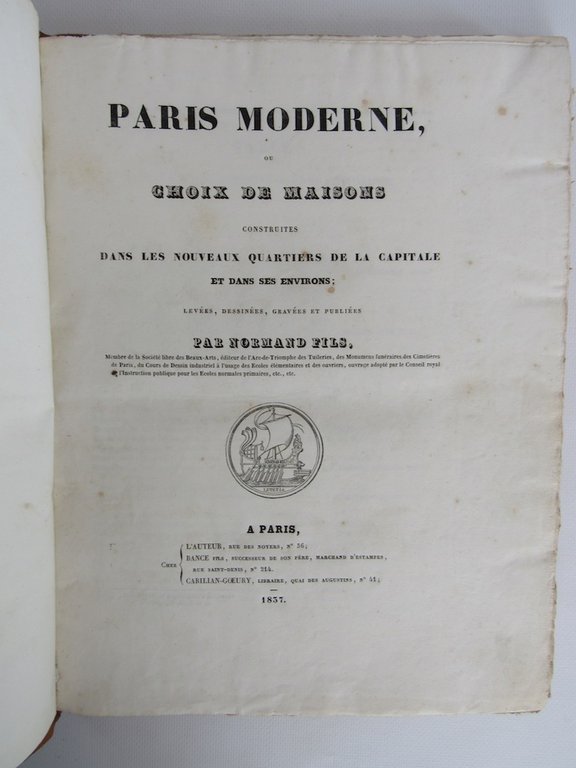 PARIS MODERNE,
OU
CHOIX DE MAISONS
CONSTRUITES
DANS LES NOUVEAUX QUARTIERS DE LA CAPITALE
ET DANS SES ENVIRONS;
LEVÉES, DESSINÉES, GRAVÉES ET PUBLIÉES
PAR NORMAND FILS,
Membre de la Société libre des Beaux-Arts, éditeur de l'Arc-de-Triomphe des Tuileries, des Monumens funéraires des Cimetières
de Paris, du Cours de Dessin industriel à l'usage des Ecoles élémentaires et des ouvriers, ouvrage adopté par le Conseil royal
de l'Instruction publique pour les Ecoles normales primaires, etc., etc.
LUTETIA
A PARIS,
CHEZ
L'AUTEUR, RUE DES NOYERS, N° 56;
BANCE FILS, SUCCESSEUR DE SON PÈRE, MARCHAND D'ESTAMPES,
RUE SAINT-DENIS, N° 214.
CARILIAN-GŒURY, LIBRAIRE, QUAI DES AUGUSTINS, N° 41;
1837.